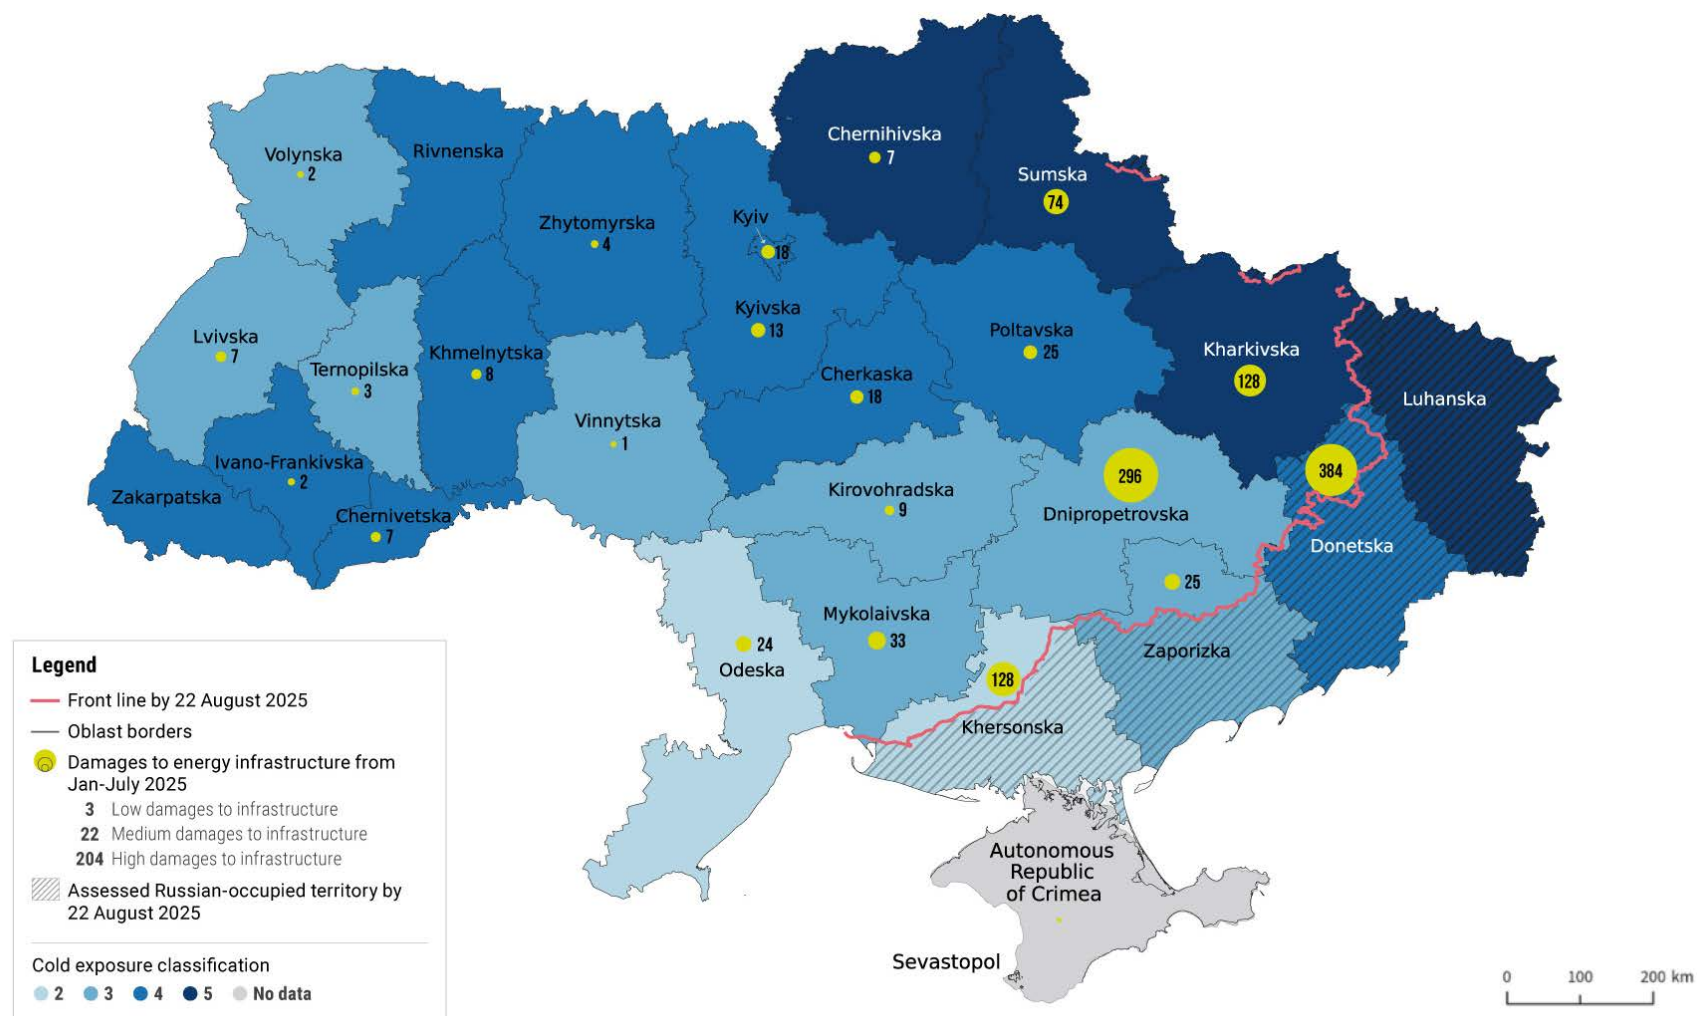 Chernihivska
7
Volynska
2
Rivnenska
Sumska
74
Zhytomyrska
4
Kyiv
18
Kyivska
13
Poltavska
25
Lvivska
7
Ternopilska
3
Khmelnytska
8
Cherkaska
18
Kharkivska
128
Luhanska
Vinnytska
1
Ivano-Frankivska
2
Zakarpatska
Chernivetska
7
Kirovohradska
9
296
Dnipropetrovska
384
Donetska
25
Mykolaivska
33
24
Odeska
128
Khersonska
Zaporizka
Autonomous
Republic
of Crimea
Sevastopol
Legend
Front line by 22 August 2025
Oblast borders
Damages to energy infrastructure from
Jan-July 2025
3 Low damages to infrastructure
22 Medium damages to infrastructure
204 High damages to infrastructure
Assessed Russian-occupied territory by
22 August 2025
Cold exposure classification
2 3 4 5 No data
0 100 200 km